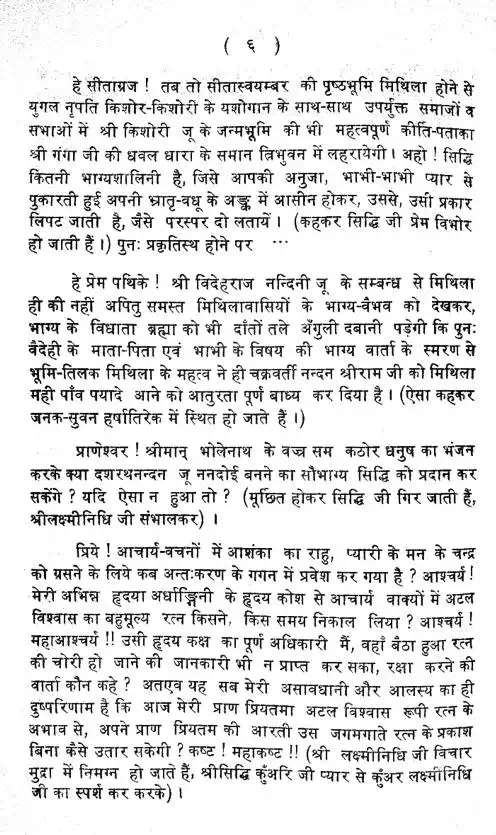 ( ६ )
हे सीताग्रज ! तब तो सीतास्वयम्बर की पृष्ठभूमि मिथिला होने से
युगल नृपति किशोर-किशोरी के यशोगान के साथ-साथ उपर्युक्त समाजों व
सभाओं में श्री किशोरी जू के जन्मभूमि की भी महत्वपूर्ण कीति-पताका
श्री गंगा जी की धवल धारा के समान त्रिभुवन में लहरायेगी । अहो ! सिद्धि
कितनी भाग्यशालिनी है, जिसे आपकी अनुजा, भाभी-भाभी प्यार से
पुकारती हुई अपनी भ्रातृ-वधू के अङ्क में आसीन होकर, उससे, उसी प्रकार
लिपट जाती है, जैसे परस्पर दो लतायें । (कहकर सिद्धि जी प्रेम विभोर
हो जाती हैं ।) पुनः प्रकृतिस्थ होने पर ...
हे प्रेम पथिके ! श्री विदेहराज नन्दिनी जू के सम्बन्ध से मिथिला
ही की नहीं अपितु समस्त मिथिलावासियों के भाग्य-वैभव को देखकर,
भाग्य के विधाता ब्रह्मा को भी दाँतों तले अँगुली दबानी पड़ेगी कि पुनः
वैदेही के माता-पिता एवं भाभी के विषय की भाग्य वार्ता के स्मरण से
भूमि-तिलक मिथिला के महत्व ने ही चक्रवर्ती नन्दन श्रीराम जी को मिथिला
मही पाँव पयादे आने को आतुरता पूर्ण बाध्य कर दिया है । (ऐसा कहकर
जनक-सुवन हर्षातिरेक में स्थित हो जाते हैं ।)
प्राणेश्वर ! श्रीमान् भोलेनाथ के वज्र सम कठोर धनुष का भंजन
करके क्या दशरथनन्दन जू ननदोई बनने का सौभाग्य सिद्धि को प्रदान कर
सकेंगे ? यदि ऐसा न हुआ तो ? (मूर्छित होकर सिद्धि जी गिर जाती हैं,
श्रीलक्ष्मीनिधि जी संभालकर) ।
प्रिये ! आचार्य-वचनों में आशंका का राहु, प्यारी के मन के चन्द्र
को ग्रसने के लिये कब अन्तःकरण के गगन में प्रवेश कर गया है ? आश्चर्य !
मेरी अभिन्न हृदया अर्धाङ्गिनी के हृदय कोश से आचार्य वाक्यों में अटल
विश्वास का बहुमूल्य रत्न किसने, किस समय निकाल लिया ? आश्चर्य !
महाआश्चर्य !! उसी हृदय कक्ष का पूर्ण अधिकारी मैं, वहाँ बैठा हुआ रत्न
की चोरी हो जाने की जानकारी भी न प्राप्त कर सका, रक्षा करने की
वार्ता कौन कहे ? अतएव यह सब मेरी असावधानी और आलस्य का ही
दुष्परिणाम है कि आज मेरी प्राण प्रियतमा अटल विश्वास रूपी रत्न के
अभाव से, अपने प्राण प्रियतम की आरती उस जगमगाते रत्न के प्रकाश
बिना कैसे उतार सकेगी ? कष्ट ! महाकष्ट !! (श्री लक्ष्मीनिधि जी विचार
मुद्रा में निमग्न हो जाते हैं, श्रीसिद्धि कुँअरि जी प्यार से कुँअर लक्ष्मीनिधि
जी का स्पर्श कर करके) ।